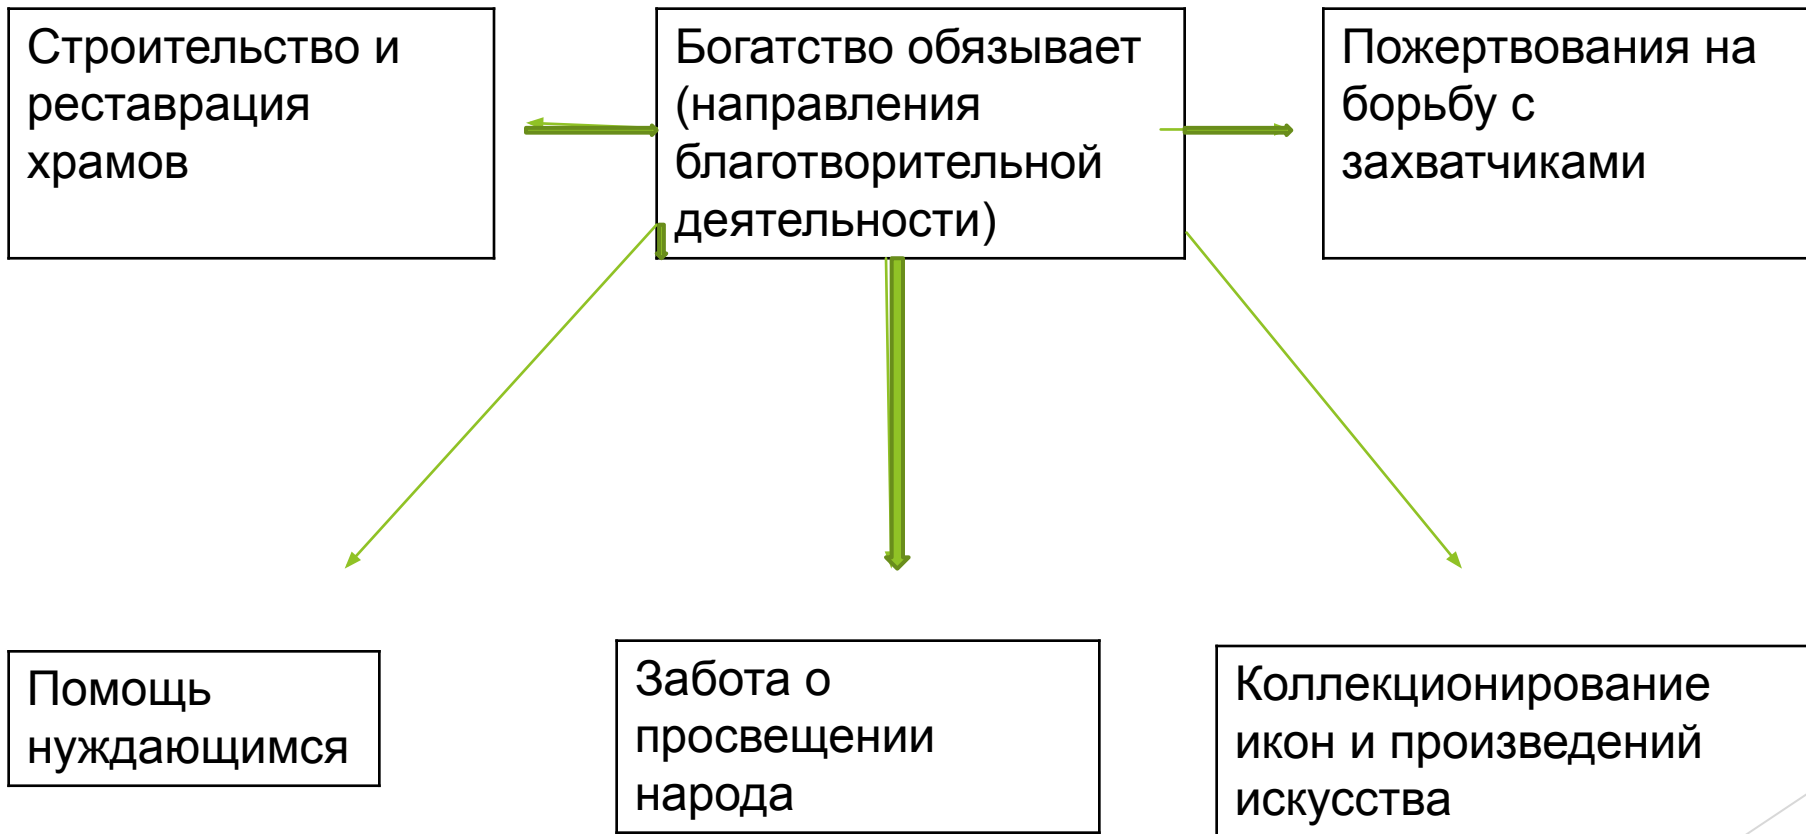 Строительство и
реставрация
храмов
Богатство обязывает
(направления
благотворительной
деятельности)
Пожертвования на
борьбу с
захватчиками
Помощь
нуждающимся
Забота о
просвещении
народа
Коллекционирование
икон и произведений
искусства